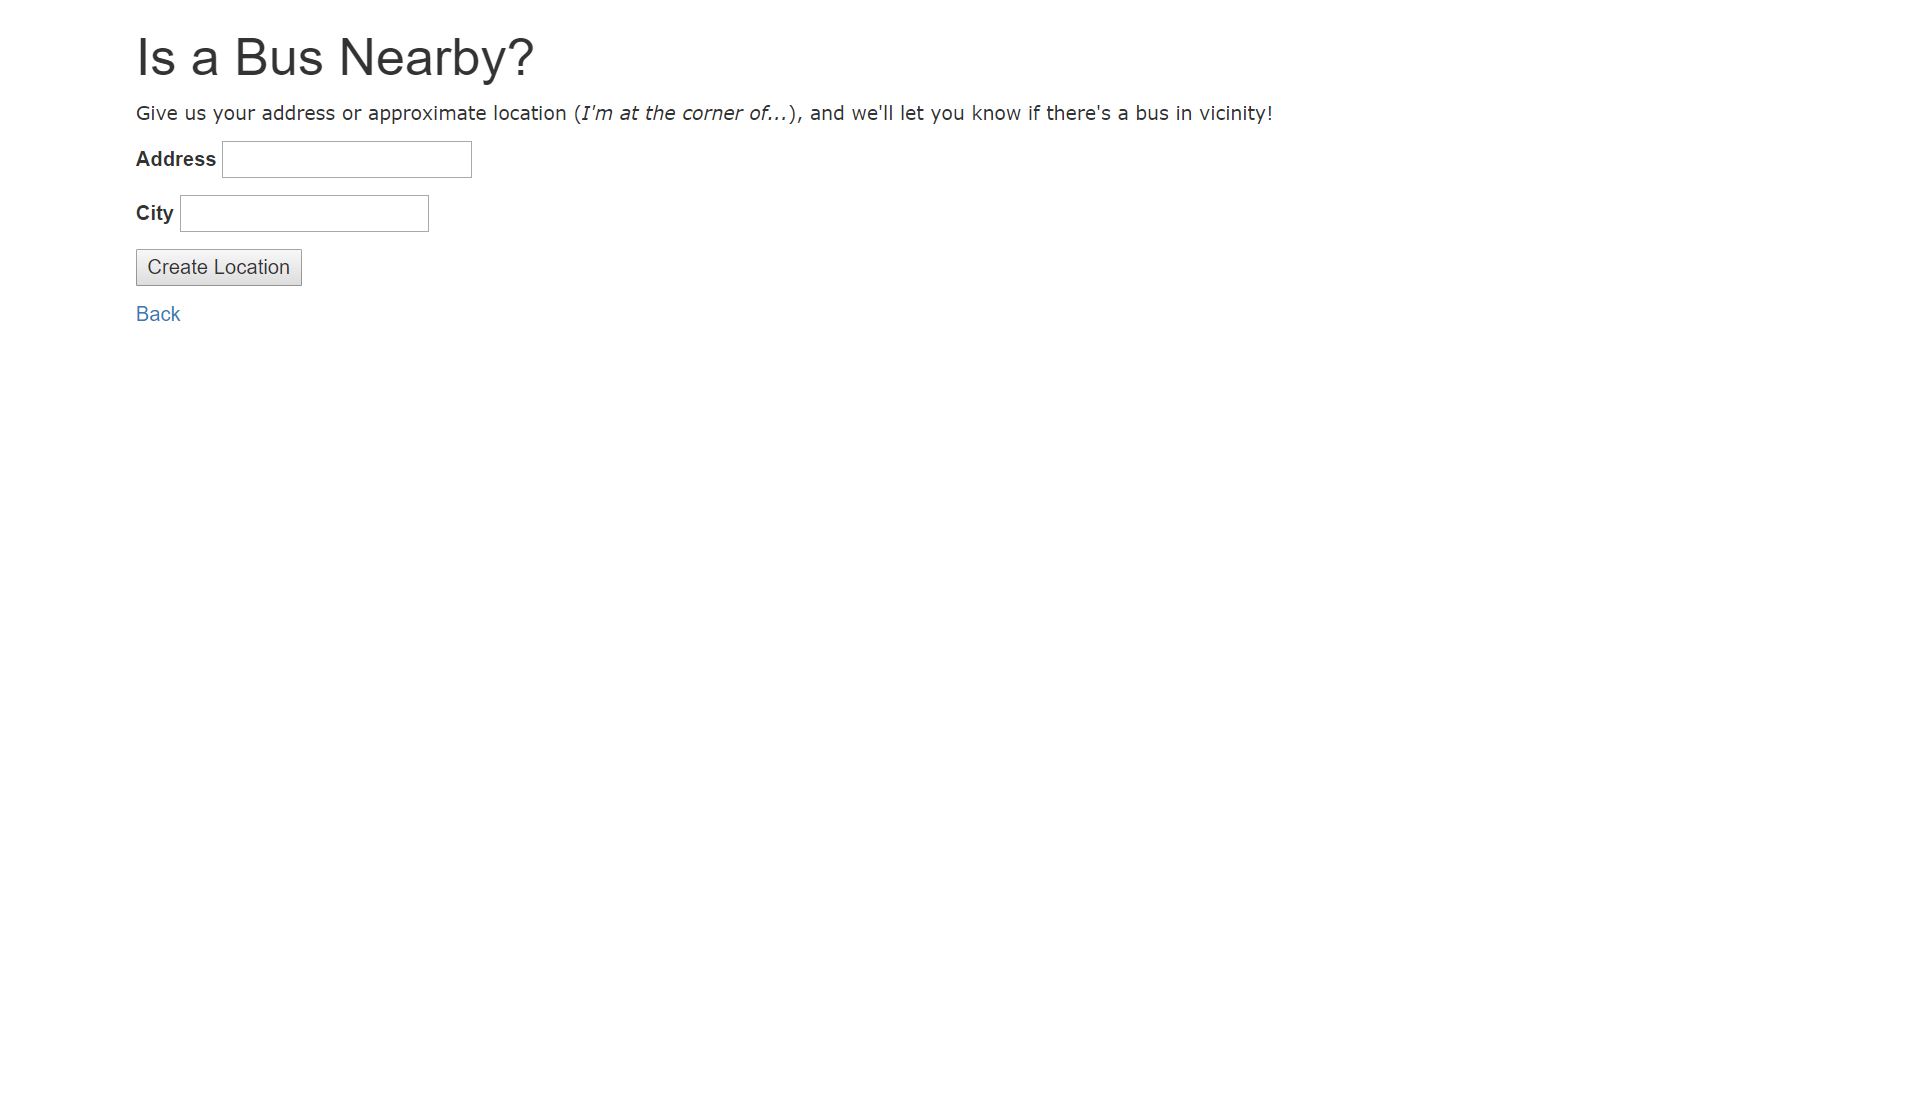 Is a Bus Nearby?
Give us your address or approximate location (I'm at the corner of...), and we'll let you know if there's a bus in vicinity!
Address
City
Create Location
Back